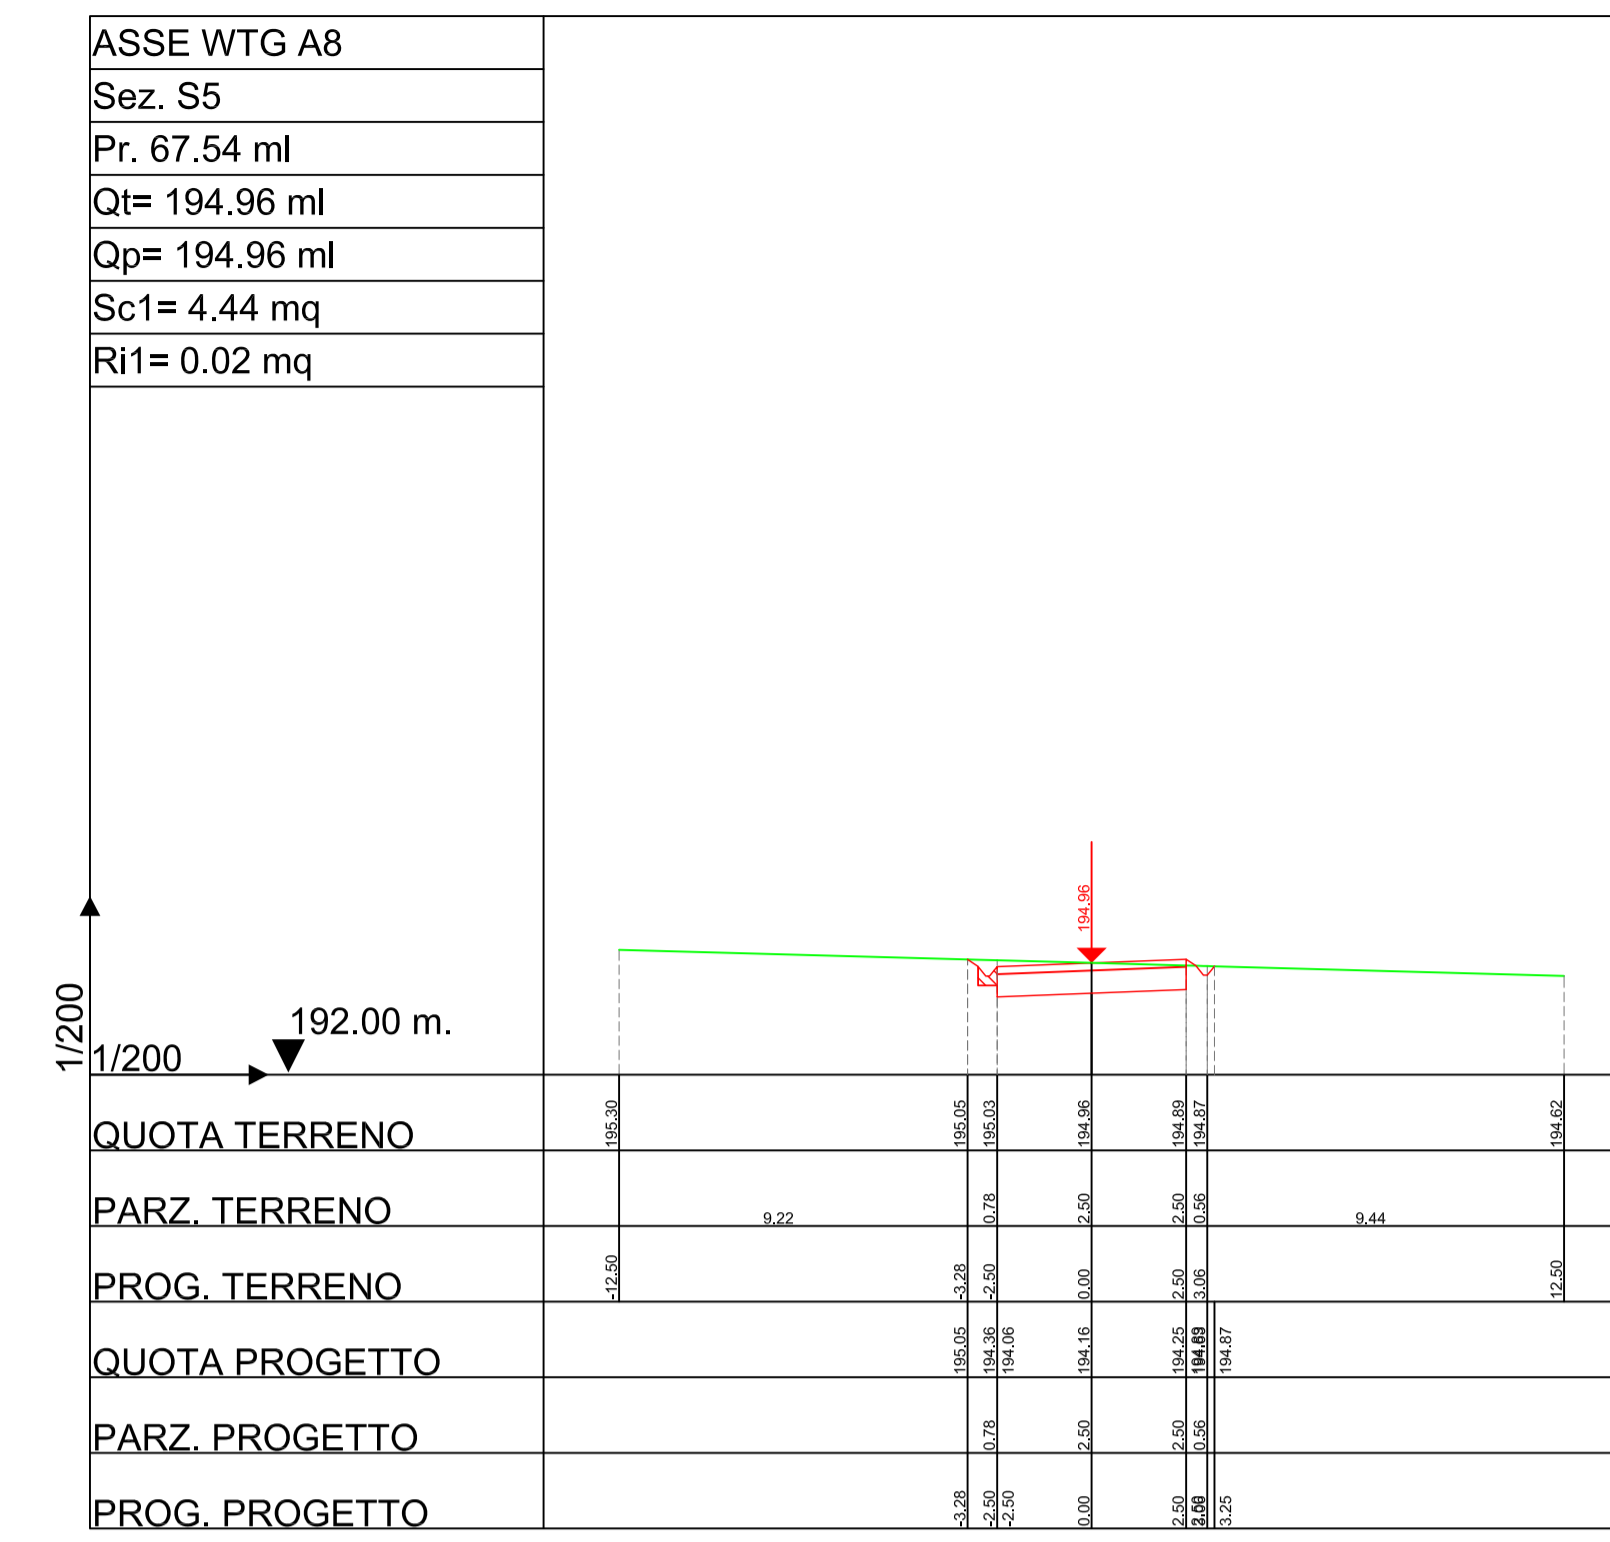 ASSE WTG A8
Sez. S5
Pr. 67.54 ml
Qt= 194.96 ml
Qp= 194.96 ml
Sc1= 4.44 mq
Ri1= 0.02 mq
194.96
1/200
192.00 m.
1/200
QUOTA TERRENO 195.30 195.05 195.03 194.96 194.89 194.87 194.62
PARZ. TERRENO 9.22 0.78 2.50 2.50 0.56 9.44
PROG. TERRENO -12.50 -3.28 -2.50 0.00 2.50 3.06 12.50
QUOTA PROGETTO 195.05 194.36 194.06 194.16 194.25 194.87
PARZ. PROGETTO 0.78 2.50 2.50 0.56
PROG. PROGETTO -3.28 -2.50 -2.50 0.00 2.50 3.25